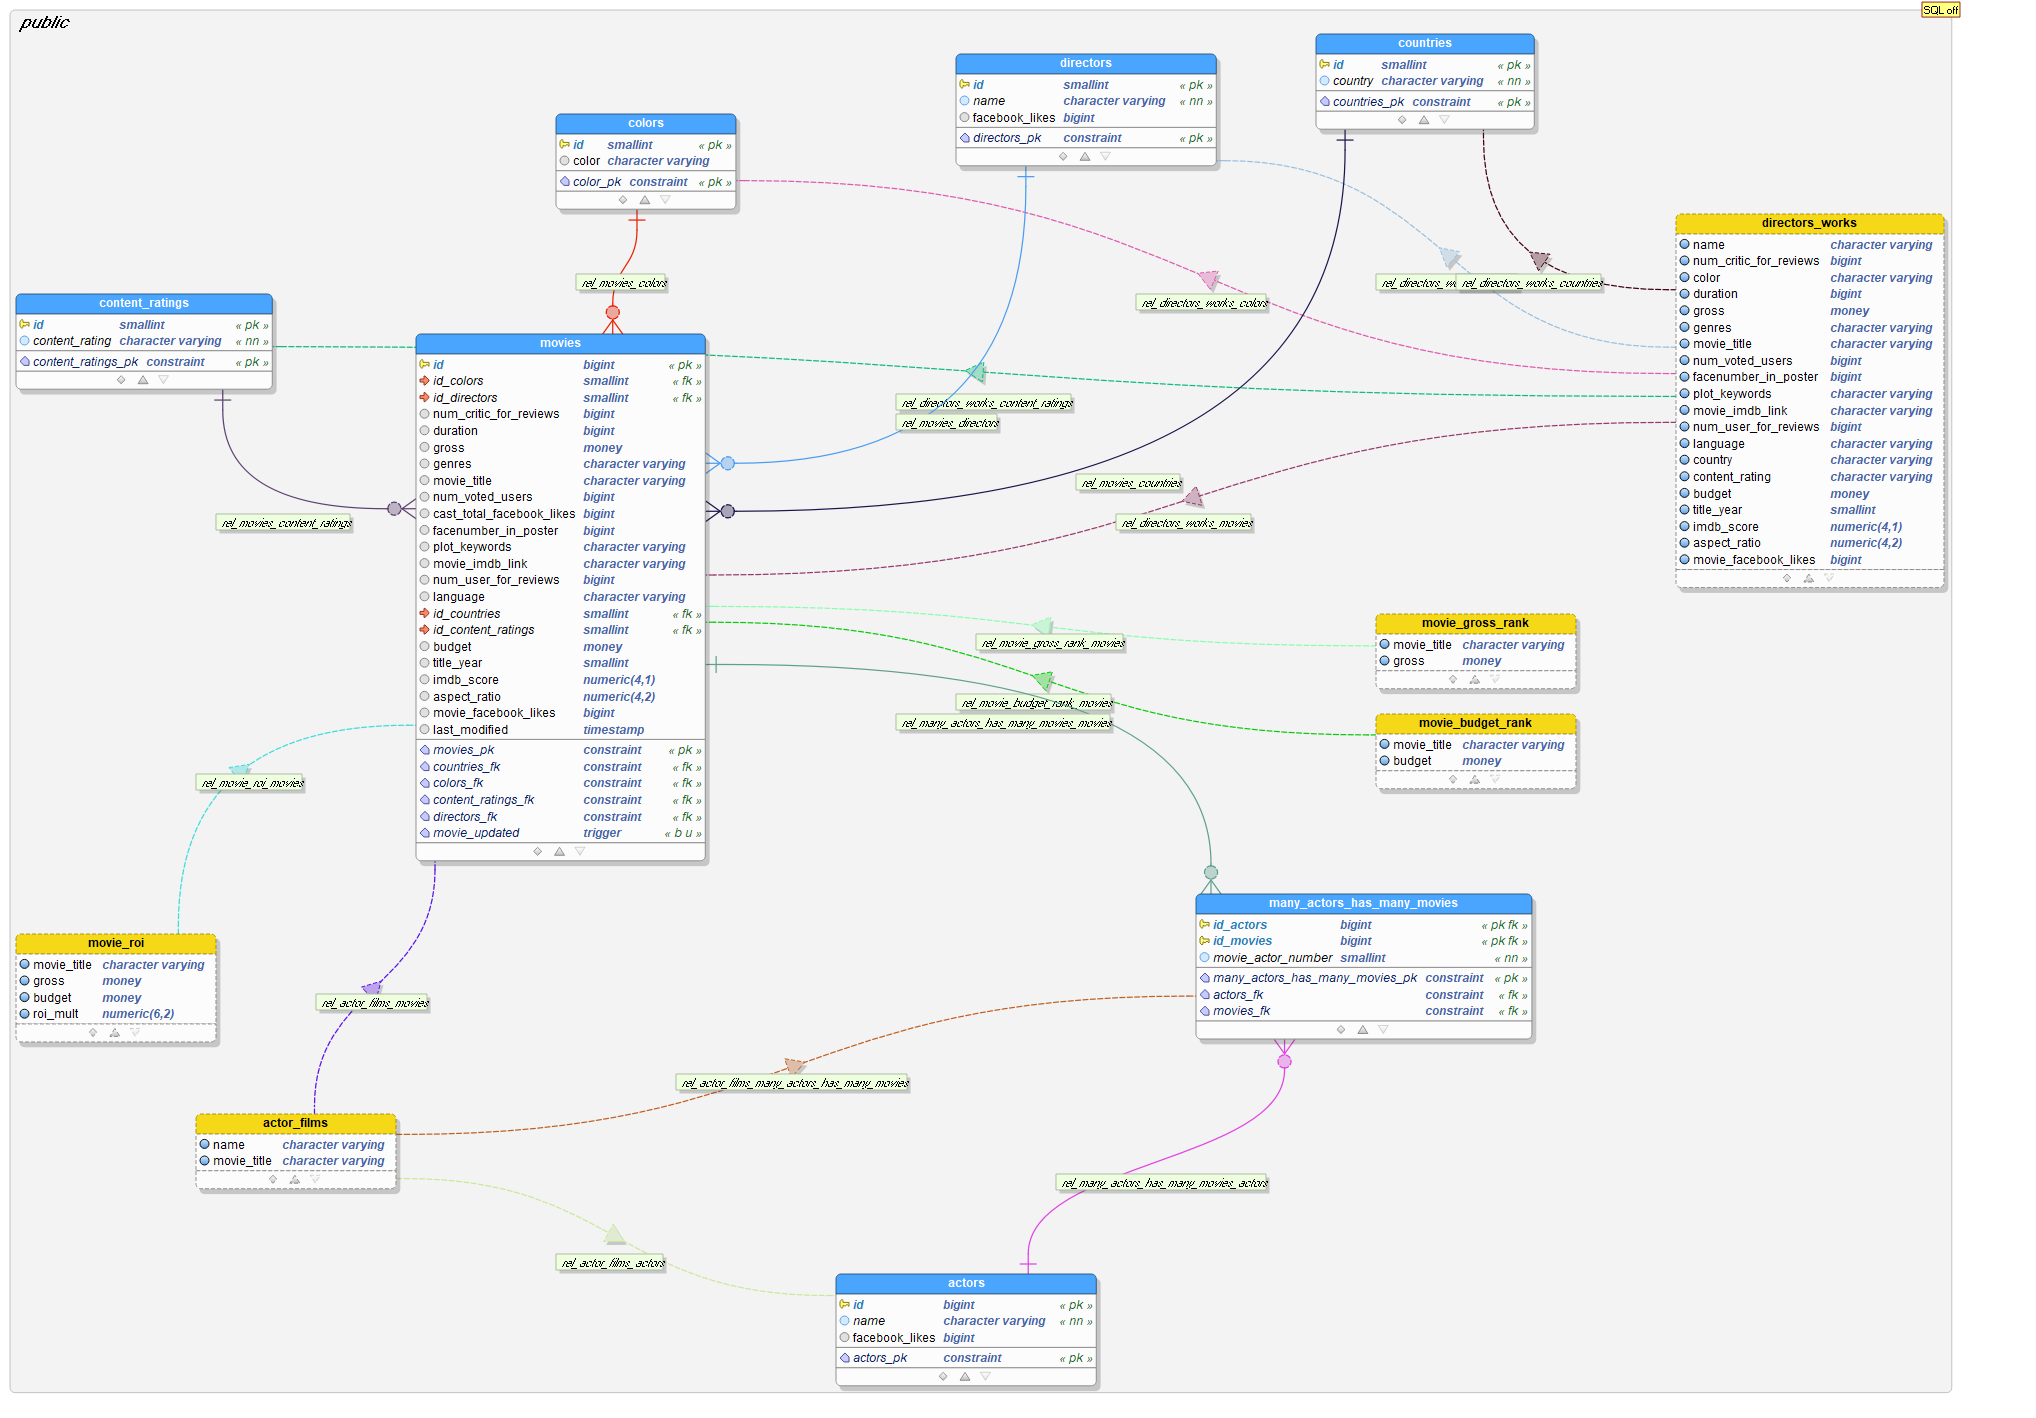 public
SQL off
countries
id smallint « pk »
country character varying « nn »
countries_pk constraint « pk »
directors
id smallint « pk »
name character varying « nn »
facebook_likes bigint
directors_pk constraint « pk »
colors
id smallint « pk »
color character varying
color_pk constraint « pk »
directors_works
name character varying
num_critic_for_reviews bigint
color character varying
duration bigint
gross money
genres character varying
movie_title character varying
num_voted_users bigint
facenumber_in_poster bigint
plot_keywords character varying
movie_imdb_link character varying
num_user_for_reviews bigint
language character varying
country character varying
content_rating character varying
budget money
title_year smallint
imdb_score numeric(4,1)
aspect_ratio numeric(4,2)
movie_facebook_likes bigint
rel_movies_colors
rel_directors_works_countries
rel_directors_works_colors
content_ratings
id smallint « pk »
content_rating character varying « nn »
content_ratings_pk constraint « pk »
movies
id bigint « pk »
id_colors smallint « fk »
id_directors smallint « fk »
num_critic_for_reviews bigint
duration bigint
gross money
genres character varying
movie_title character varying
num_voted_users bigint
cast_total_facebook_likes bigint
facenumber_in_poster bigint
plot_keywords character varying
movie_imdb_link character varying
num_user_for_reviews bigint
language character varying
id_countries smallint « fk »
id_content_ratings smallint « fk »
budget money
title_year smallint
imdb_score numeric(4,1)
aspect_ratio numeric(4,2)
movie_facebook_likes bigint
last_modified timestamp
movies_pk constraint « pk »
countries_fk constraint « fk »
colors_fk constraint « fk »
content_ratings_fk constraint « fk »
directors_fk constraint « fk »
movie_updated trigger « b u »
rel_directors_works_content_ratings
rel_movies_directors
rel_movies_countries
rel_directors_works_movies
rel_movies_content_ratings
rel_movie_gross_rank_movies
rel_movie_budget_rank_movies
rel_many_actors_has_many_movies_movies
movie_gross_rank
movie_title character varying
gross money
movie_budget_rank
movie_title character varying
budget money
rel_movie_roi_movies
many_actors_has_many_movies
id_actors bigint « pk fk »
id_movies bigint « pk fk »
movie_actor_number smallint « nn »
many_actors_has_many_movies_pk constraint « pk »
actors_fk constraint « fk »
movies_fk constraint « fk »
movie_roi
movie_title character varying
gross money
budget money
roi_mult numeric(6,2)
rel_actor_films_movies
rel_actor_films_many_actors_has_many_movies
actor_films
name character varying
movie_title character varying
rel_many_actors_has_many_movies_actors
rel_actor_films_actors
actors
id bigint « pk »
name character varying « nn »
facebook_likes bigint
actors_pk constraint « pk »